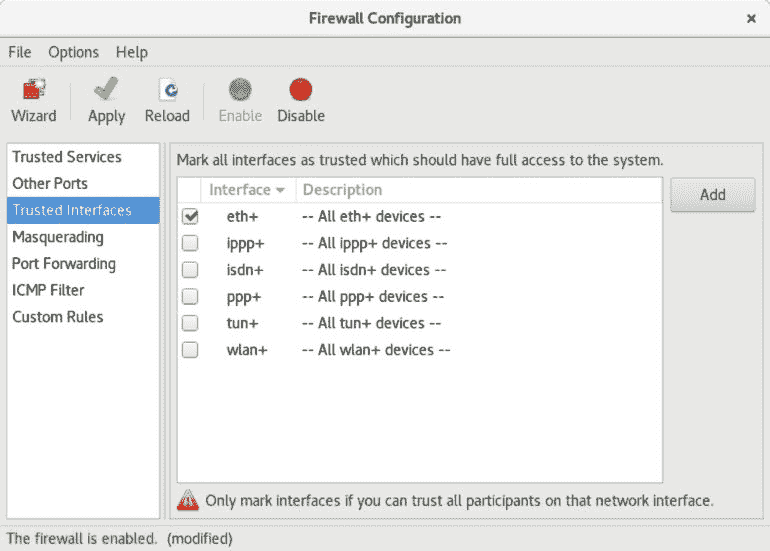 Firewall Configuration
File Options Help
Wizard Apply Reload Enable Disable
Trusted Services
Other Ports
Trusted Interfaces
Masquerading
Port Forwarding
ICMP Filter
Custom Rules
Mark all interfaces as trusted which should have full access to the system.
Interface Description
eth+ -- All eth+ devices --
ippp+ -- All ippp+ devices --
isdn+ -- All isdn+ devices --
ppp+ -- All ppp+ devices --
tun+ -- All tun+ devices --
wlan+ -- All wlan+ devices --
Add
Only mark interfaces if you can trust all participants on that network interface.
The firewall is enabled. (modified)